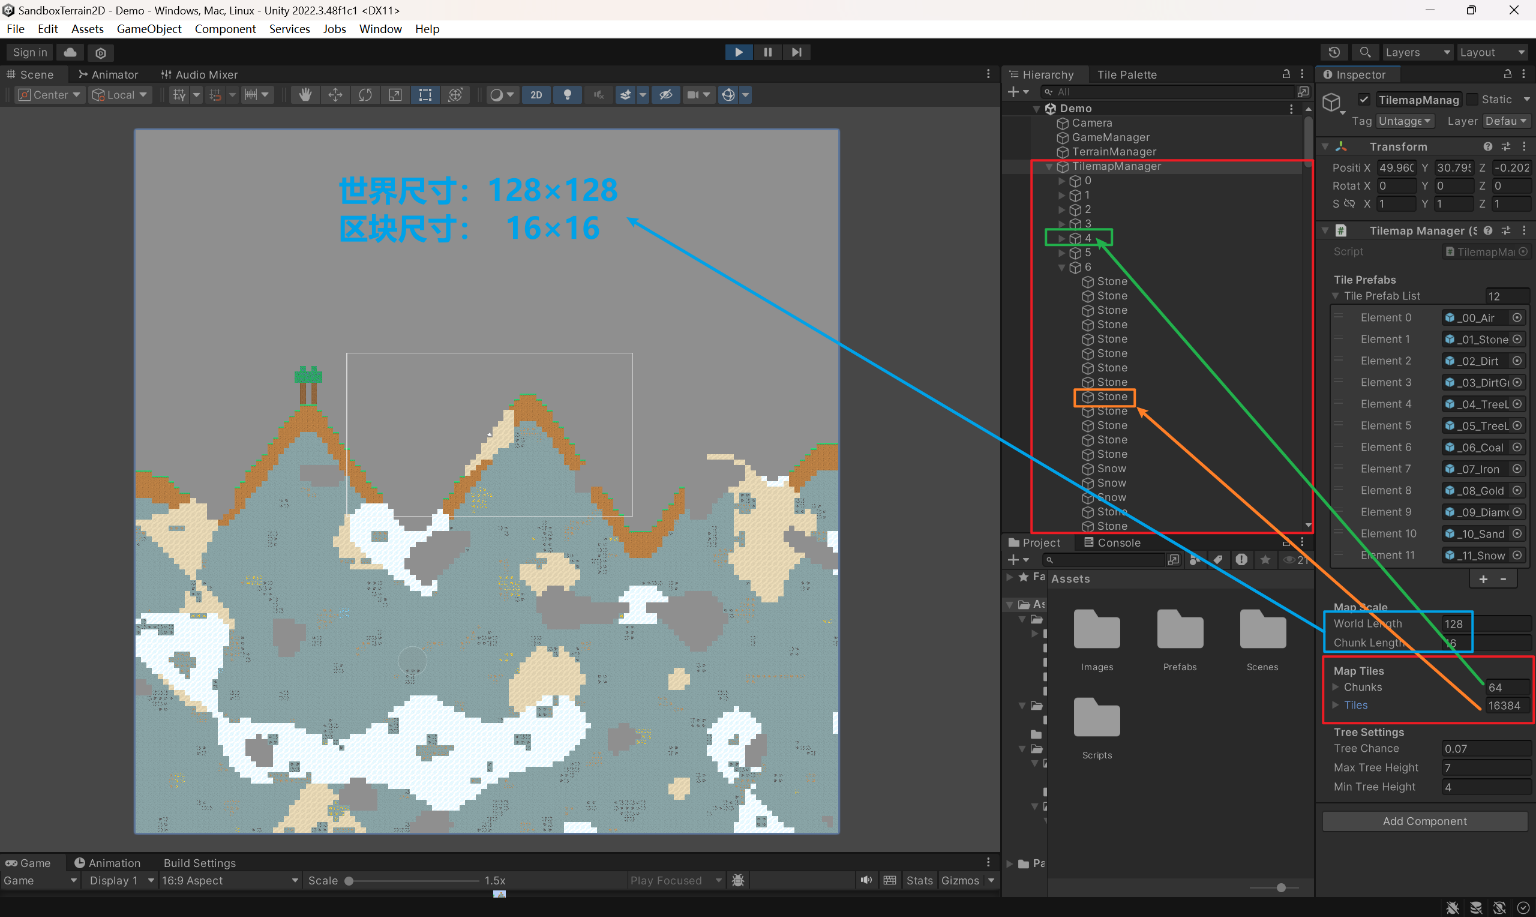 SandboxTerrain2D - Demo - Windows, Mac, Linux - Unity 2022.3.48f1c1 <DX11>
File Edit Assets GameObject Component Services Jobs Window Help
Sign in
Layers Layout
Scene Animator Audio Mixer
Center Local 2D
世界尺寸：128×128
区块尺寸： 16×16
Hierarchy Tile Palette
All
Demo
Camera
GameManager
TerrainManager
TilemapManager
0
1
2
3
4
5
6
Stone
Stone
Stone
Stone
Stone
Stone
Stone
Stone
Stone
Stone
Stone
Stone
Stone
Snow
Snow
Snow
Stone
Stone
Project Console
21
Fa
As
Pa
Assets
Images Prefabs Scenes
Scripts
Inspector
TilemapManag Static
Tag Untagge Layer Defau
Transform
Positi X 49.960 Y 30.795 Z -0.202
Rotat X 0 Y 0 Z 0
S X 1 Y 1 Z 1
Tilemap Manager (S
Script TilemapMai
Tile Prefabs
Tile Prefab List 12
Element 0 _00_Air
Element 1 _01_Stone
Element 2 _02_Dirt
Element 3 _03_DirtGr
Element 4 _04_TreeL
Element 5 _05_TreeL
Element 6 _06_Coal
Element 7 _07_Iron
Element 8 _08_Gold
Element 9 _09_Diamo
Element 10 _10_Sand
Element 11 _11_Snow
+ -
Map Scale
World Length 128
Chunk Length 16
Map Tiles
Chunks 64
Tiles 16384
Tree Settings
Tree Chance 0.07
Max Tree Height 7
Min Tree Height 4
Add Component
Game Animation Build Settings
Game Display 1 16:9 Aspect Scale 1.5x Play Focused Stats Gizmos